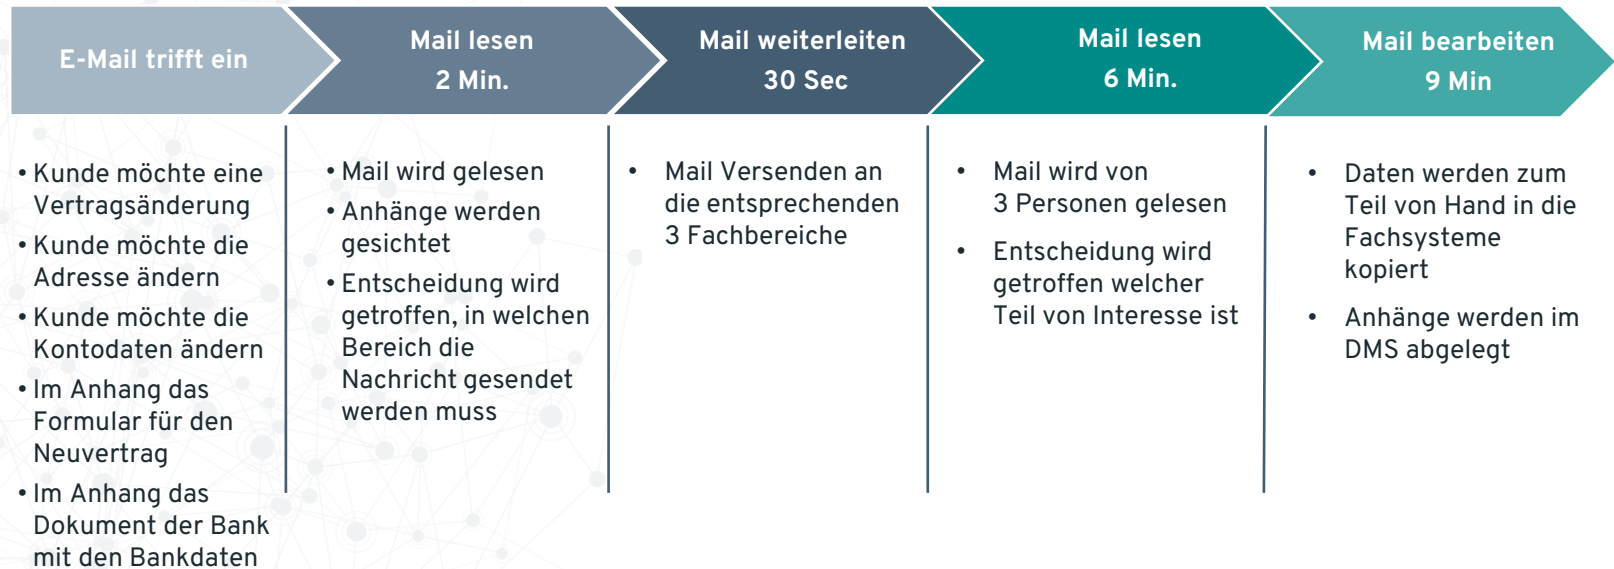 E-Mail trifft ein
Mail lesen
2 Min.
Mail weiterleiten
30 Sec
Mail lesen
6 Min.
Mail bearbeiten
9 Min
• Kunde möchte eine
Vertragsänderung
• Kunde möchte die
Adresse ändern
• Kunde möchte die
Kontodaten ändern
• Im Anhang das
Formular für den
Neuvertrag
• Im Anhang das
Dokument der Bank
mit den Bankdaten
• Mail wird gelesen
• Anhänge werden
gesichtet
• Entscheidung wird
getroffen, in welchen
Bereich die
Nachricht gesendet
werden muss
• Mail Versenden an
die entsprechenden
3 Fachbereiche
• Mail wird von
3 Personen gelesen
• Entscheidung wird
getroffen welcher
Teil von Interesse ist
• Daten werden zum
Teil von Hand in die
Fachsysteme
kopiert
• Anhänge werden im
DMS abgelegt